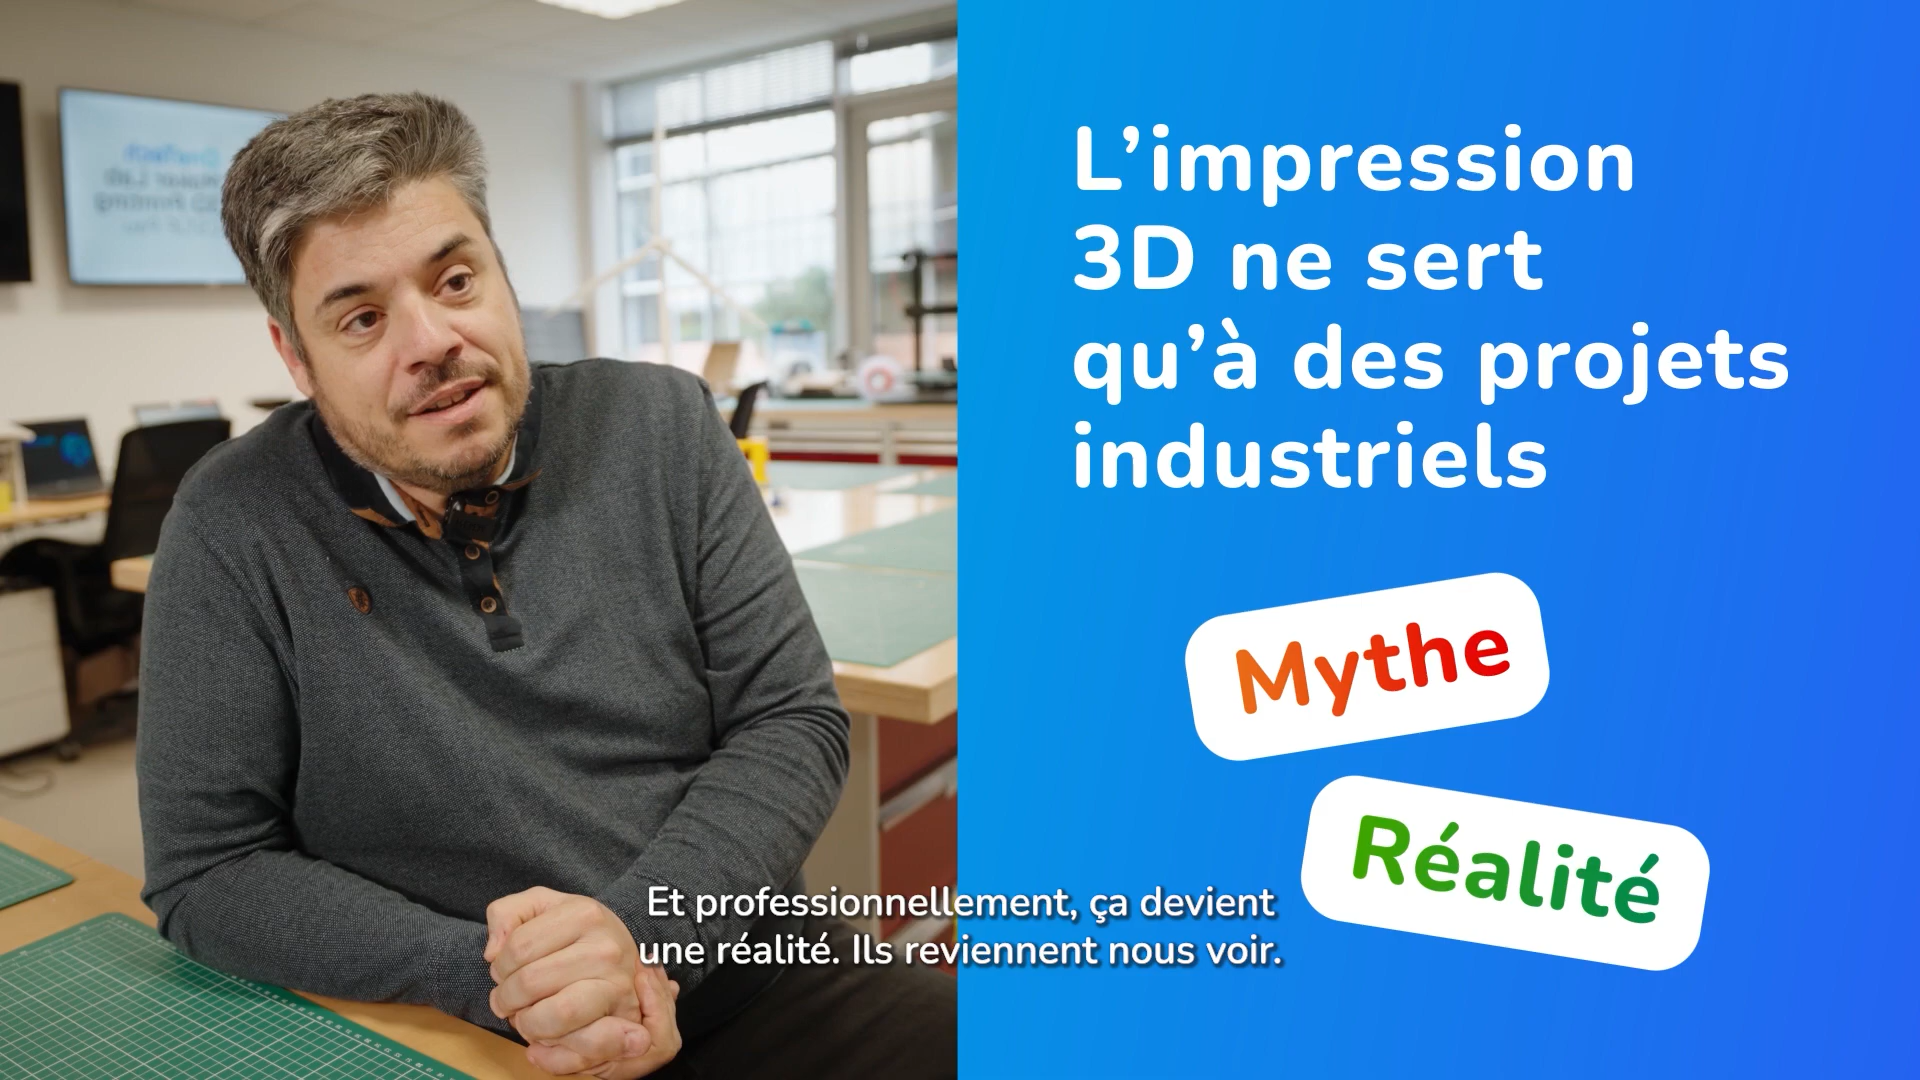 L’impression
3D ne sert
qu’à des projets
industriels
Mythe
Réalité
Et professionnellement, ça devient
une réalité. Ils reviennent nous voir.